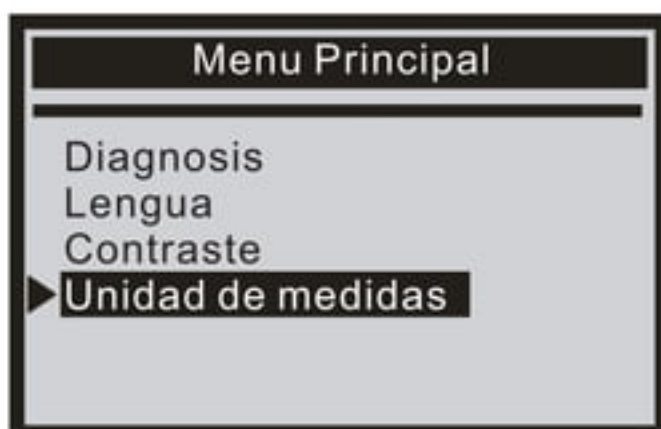 Menu Principal
Diagnosis
Lengua
Contraste
Unidad de medidas